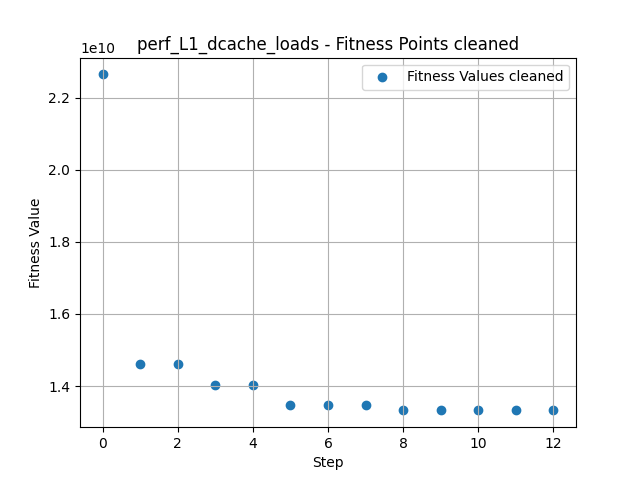 perf_L1_dcache_loads - Fitness Points cleaned
1e10
Fitness Values cleaned
2.2
2.0
1.8
1.6
1.4
Fitness Value
0 2 4 6 8 10 12
Step